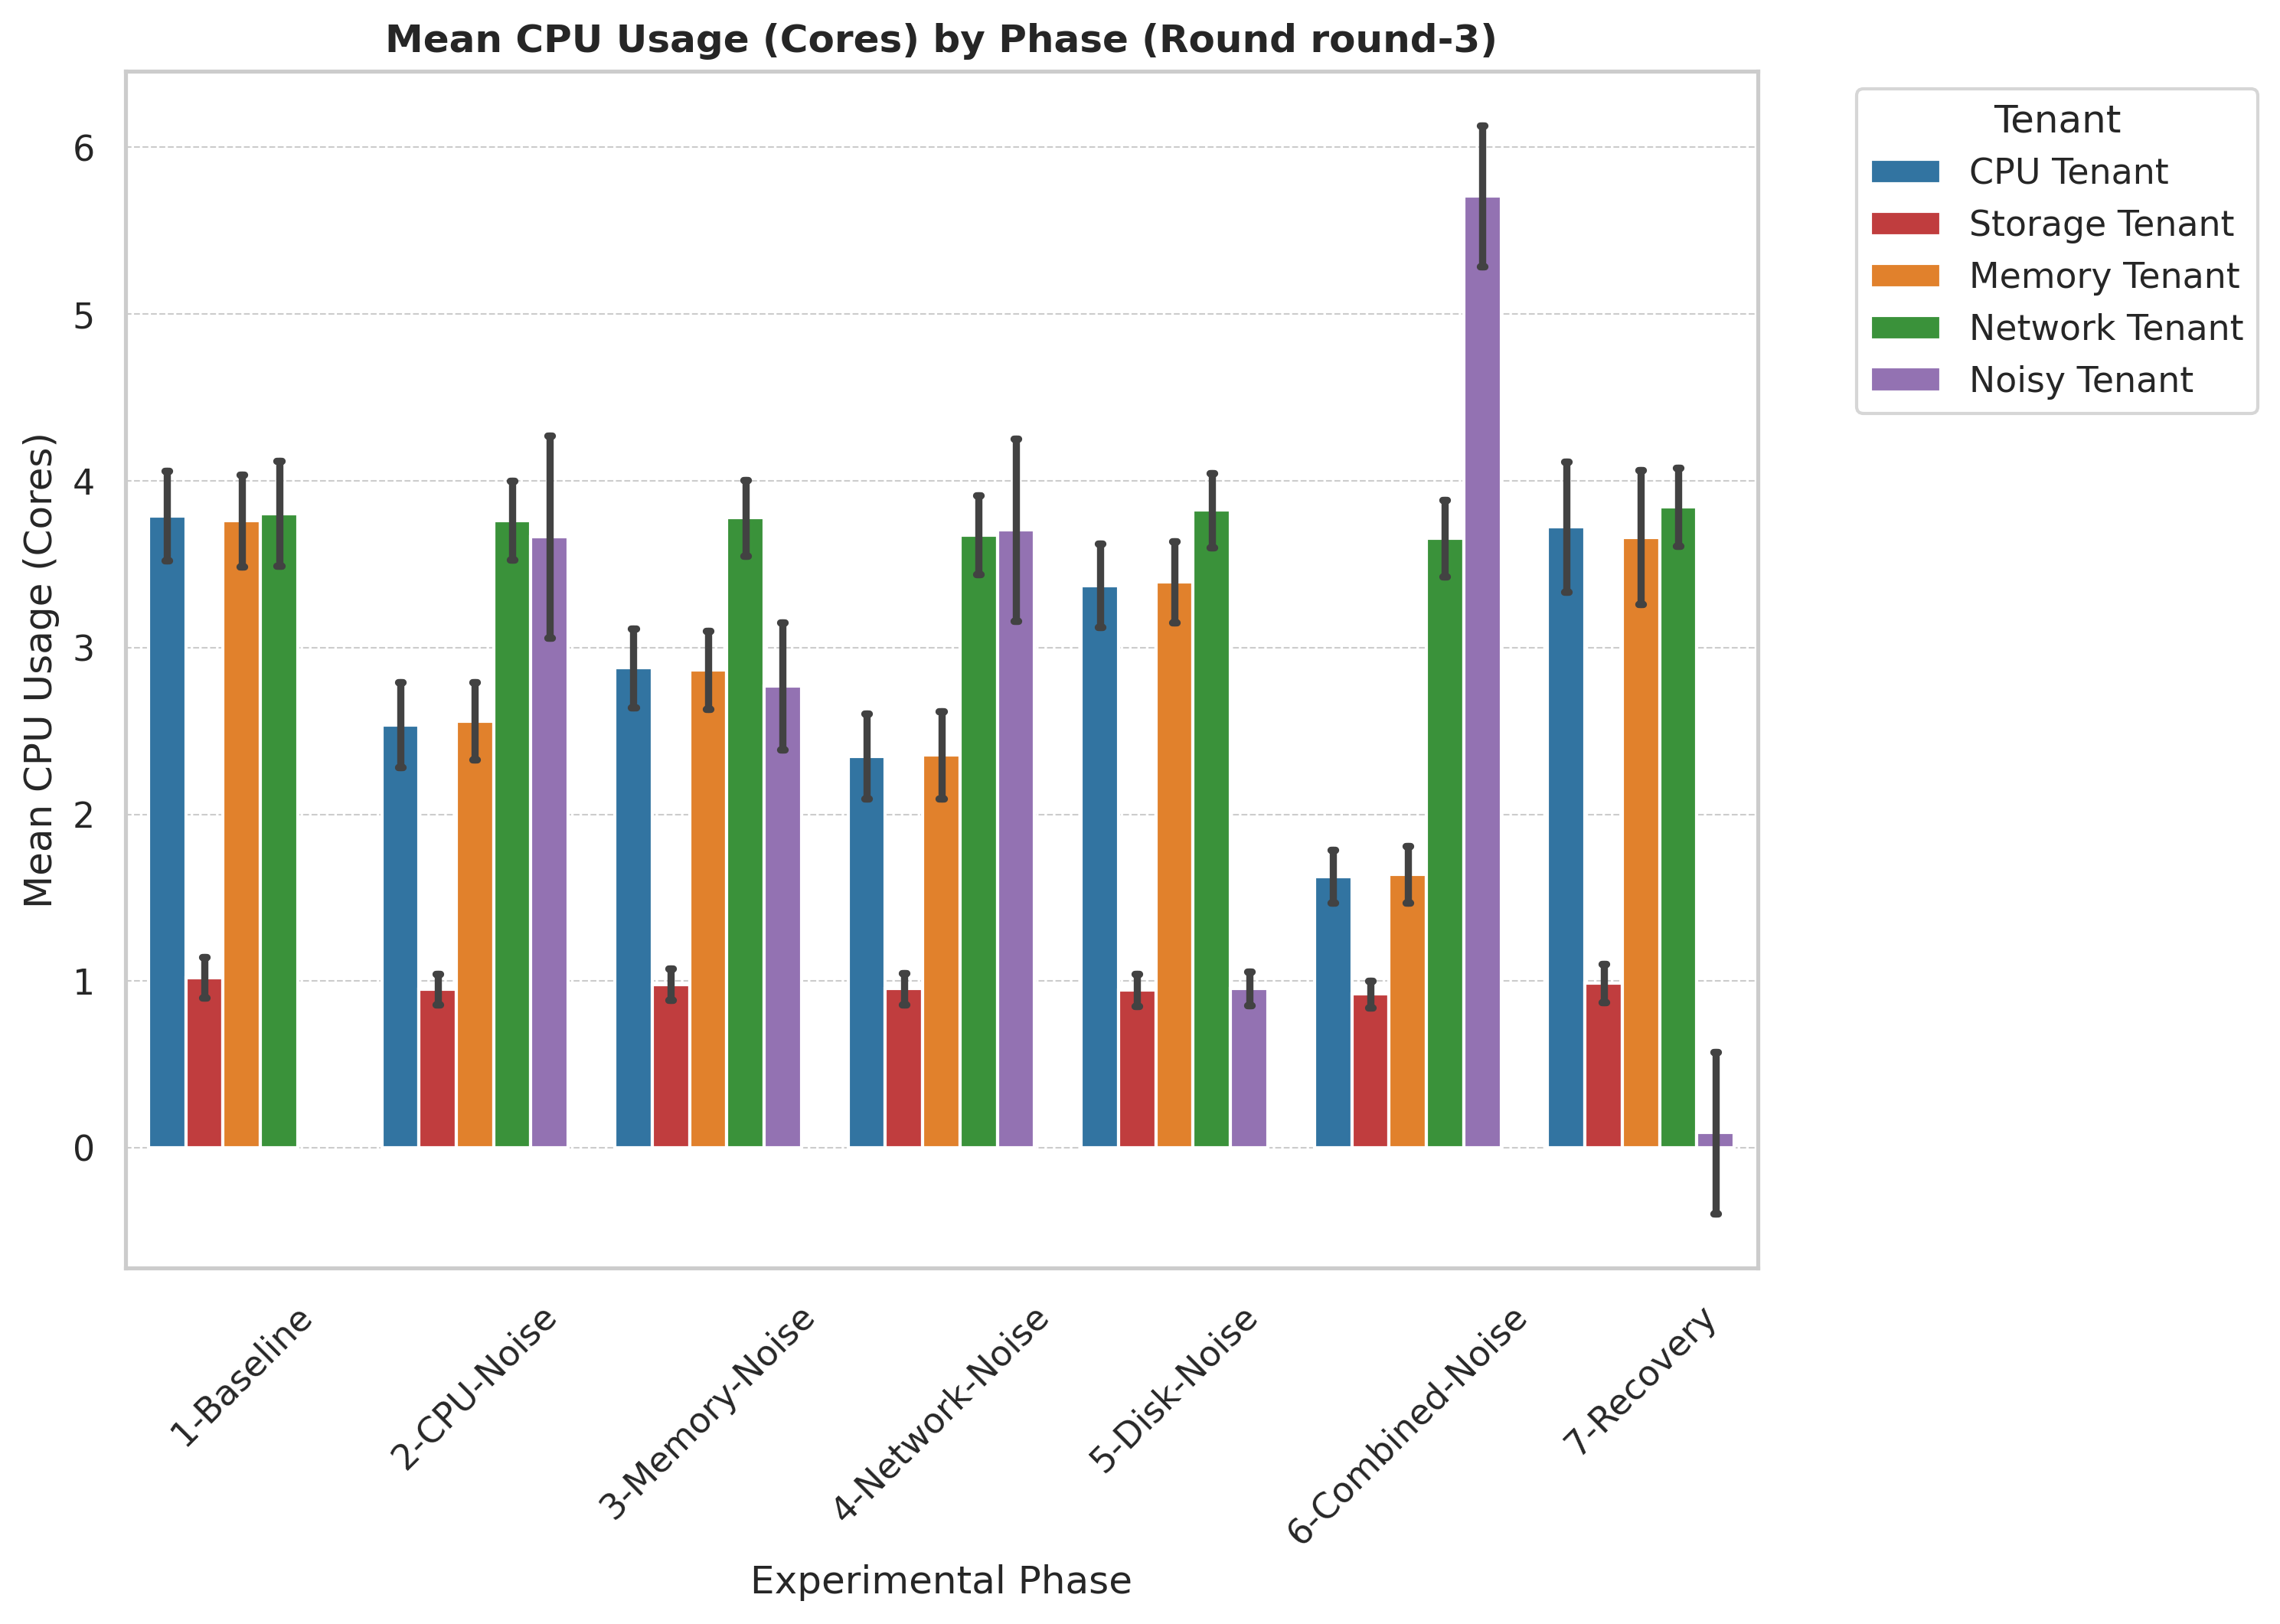 Mean CPU Usage (Cores) by Phase (Round round-3)
Mean CPU Usage (Cores)
6
5
4
3
2
1
0
1-Baseline
2-CPU-Noise
3-Memory-Noise
4-Network-Noise
5-Disk-Noise
6-Combined-Noise
7-Recovery
Experimental Phase
Tenant
CPU Tenant
Storage Tenant
Memory Tenant
Network Tenant
Noisy Tenant